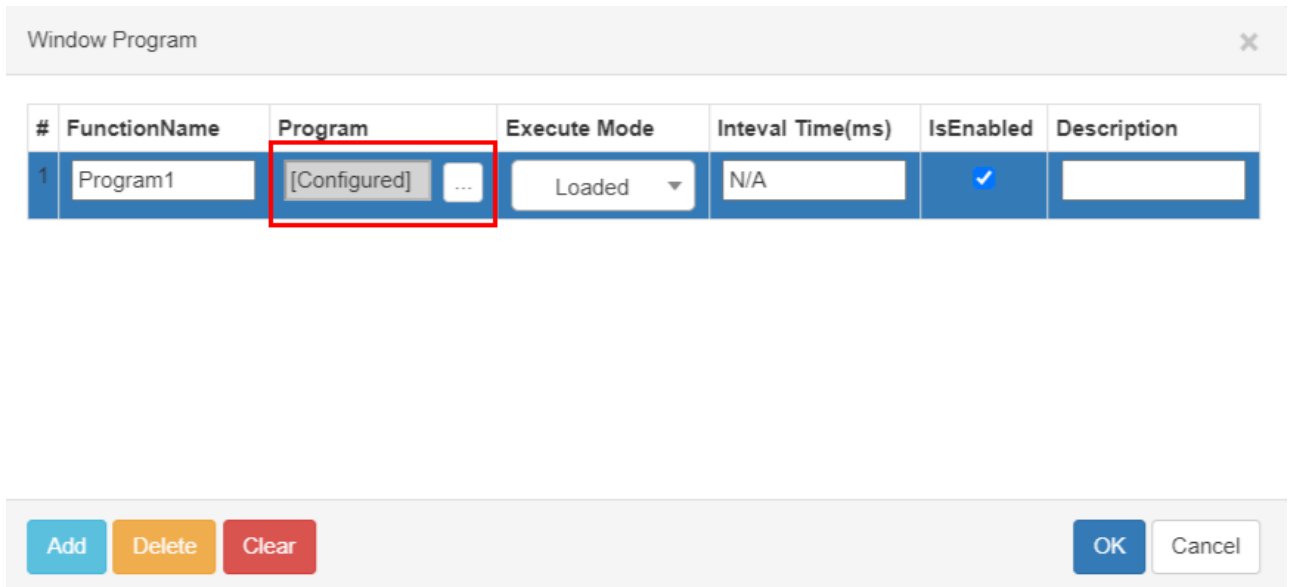 Window Program ×
# FunctionName Program Execute Mode Inteval Time(ms) IsEnabled Description
1 Program1 [Configured] ... Loaded N/A
Add Delete Clear OK Cancel